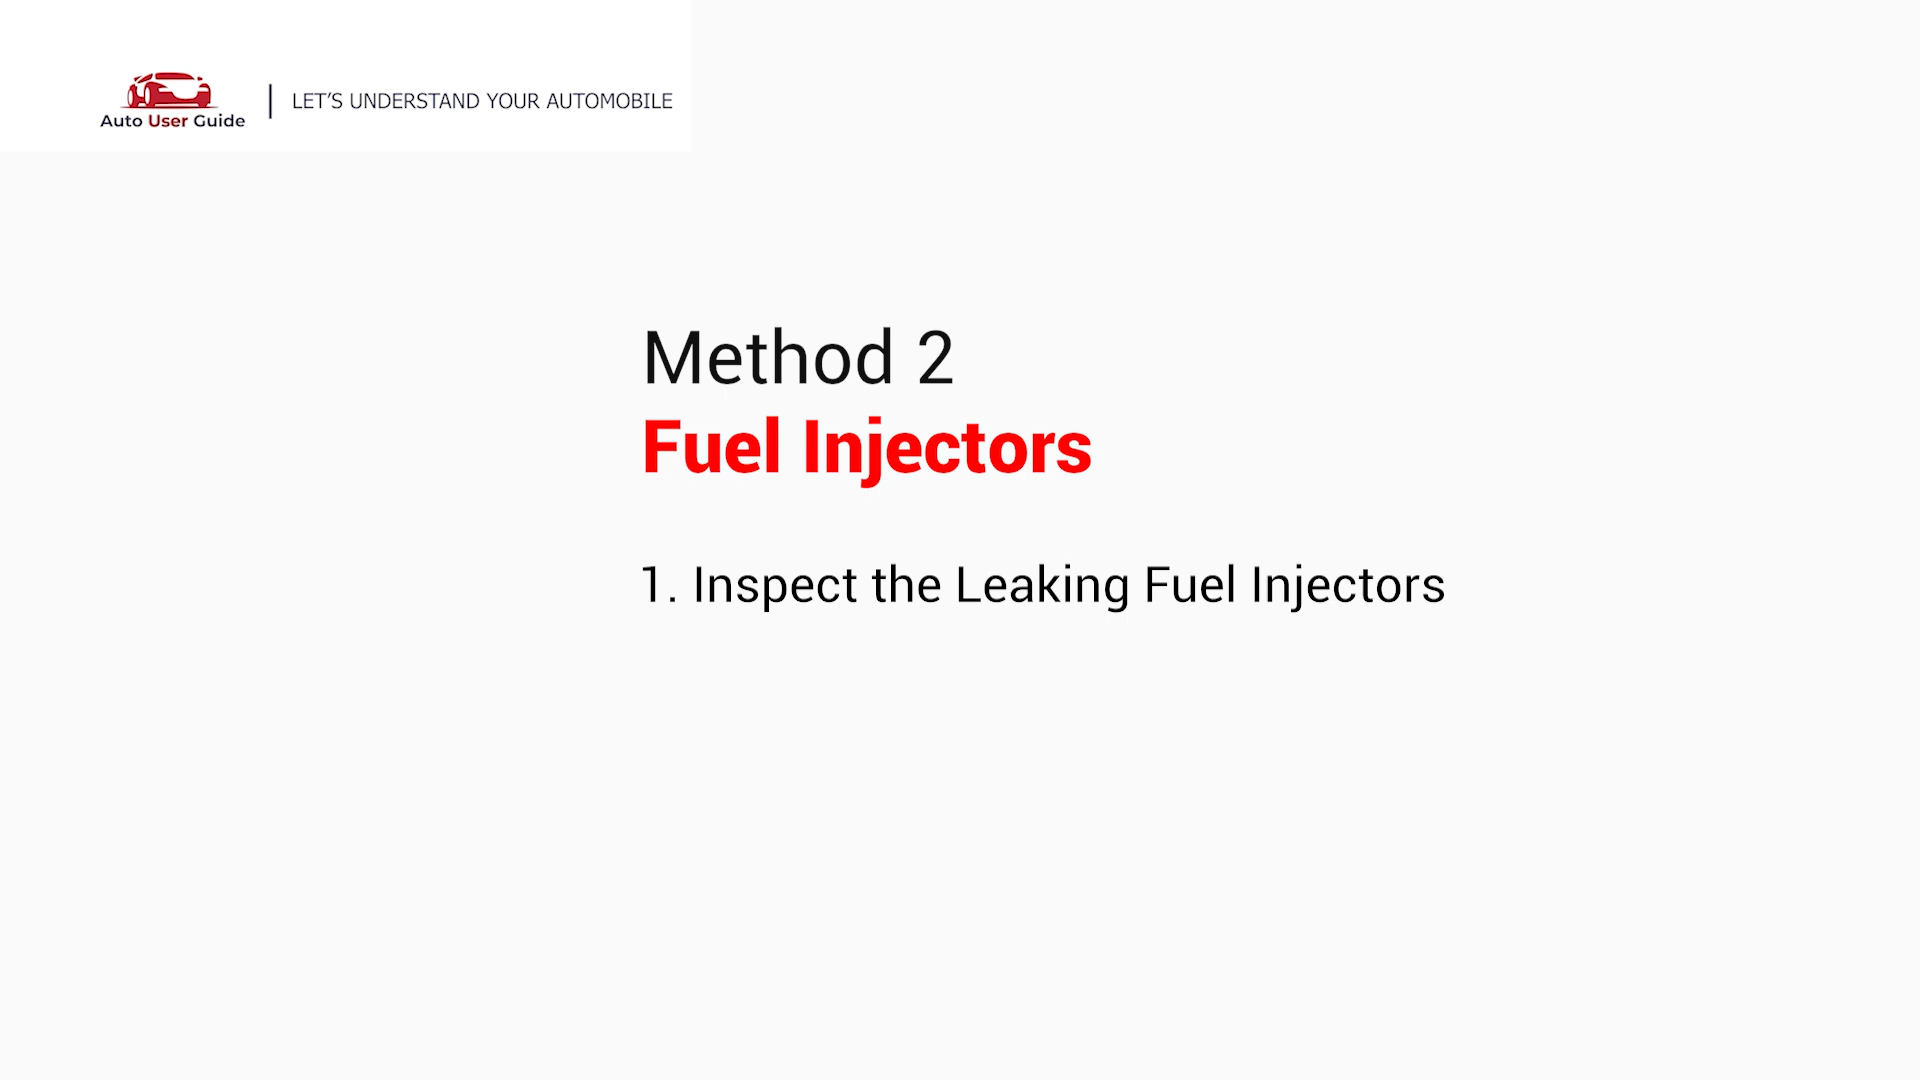 Auto User Guide
LET'S UNDERSTAND YOUR AUTOMOBILE
Method 2
Fuel Injectors
1. Inspect the Leaking Fuel Injectors